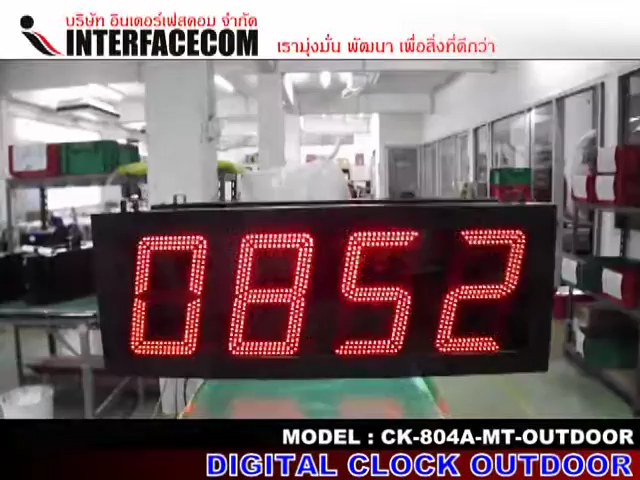 บริษัท อินเตอร์เฟสคอม จำกัด
INTERFACECOM
เรามุ่งมั่น พัฒนา เพื่อสิ่งที่ดีกว่า
0852
MODEL : CK-804A-MT-OUTDOOR
DIGITAL CLOCK OUTDOOR